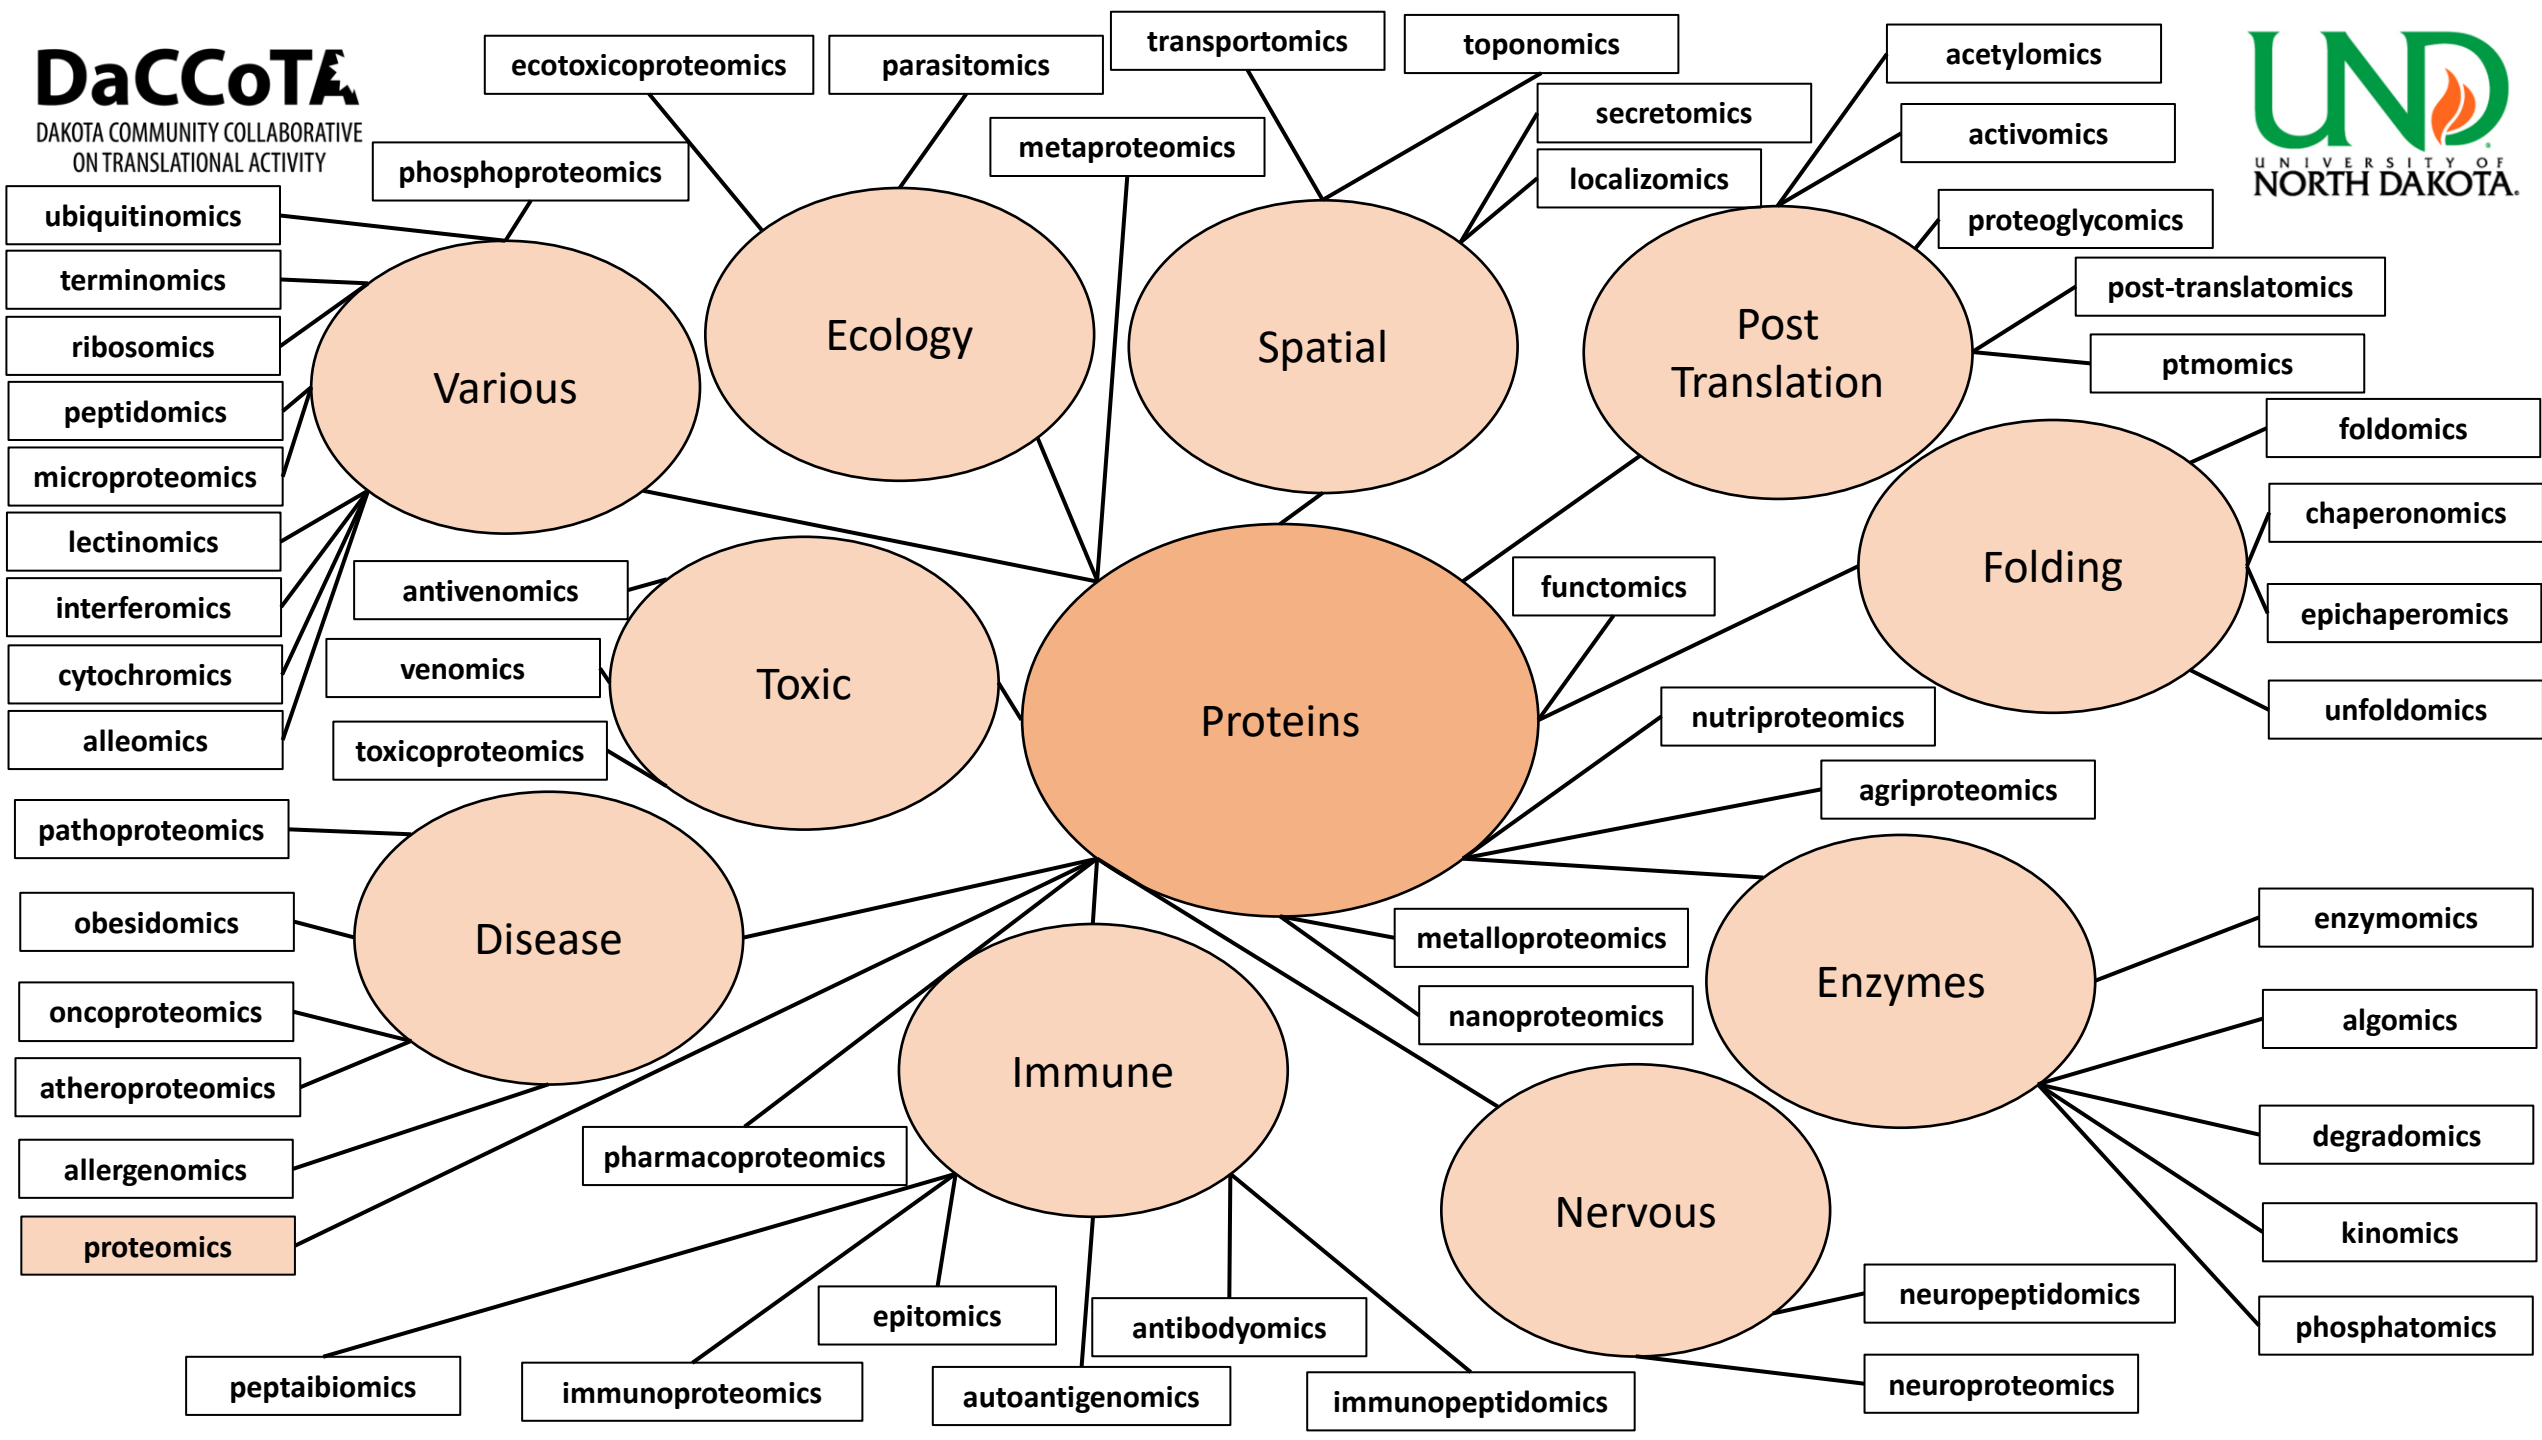 DaCCoTA
DAKOTA COMMUNITY COLLABORATIVE
ON TRANSLATIONAL ACTIVITY
ecotoxicoproteomics
parasitomics
transportomics
toponomics
acetylomics
UND
UNIVERSITY OF
NORTH DAKOTA.
secretomics
activomics
metaproteomics
phosphoproteomics
localizomics
ubiquitinomics
proteoglycomics
terminomics
post-translatomics
ribosomics
ptmomics
peptidomics
microproteomics
lectinomics
interferomics
cytochromics
alleomics
Various
Ecology
Spatial
Post
Translation
foldomics
chaperonomics
epichaperomics
unfoldomics
Folding
antivenomics
venomics
toxicoproteomics
Toxic
Proteins
functomics
nutriproteomics
agriproteomics
pathoproteomics
obesidomics
oncoproteomics
atheroproteomics
allergenomics
proteomics
Disease
pharmacoproteomics
Immune
metalloproteomics
nanoproteomics
Enzymes
enzymomics
algomics
degradomics
kinomics
phosphatomics
Nervous
neuropeptidomics
neuroproteomics
epitomics
antibodyomics
peptaibiomics
immunoproteomics
autoantigenomics
immunopeptidomics